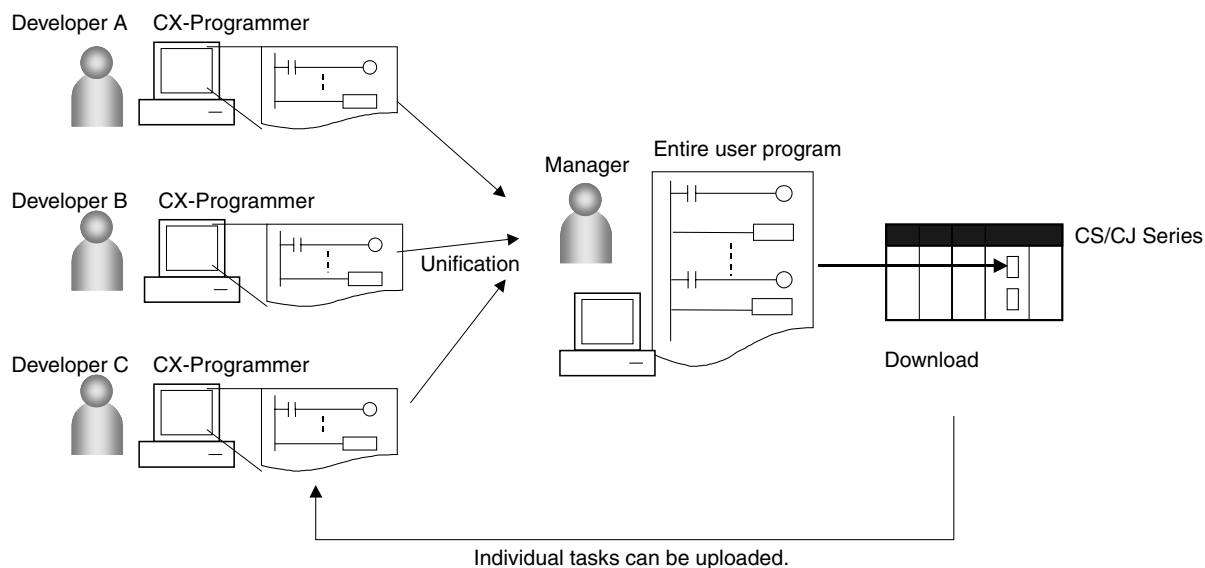 Developer A
CX-Programmer
Developer B
CX-Programmer
Unification
Developer C
CX-Programmer
Manager
Entire user program
CS/CJ Series
Download
Individual tasks can be uploaded.